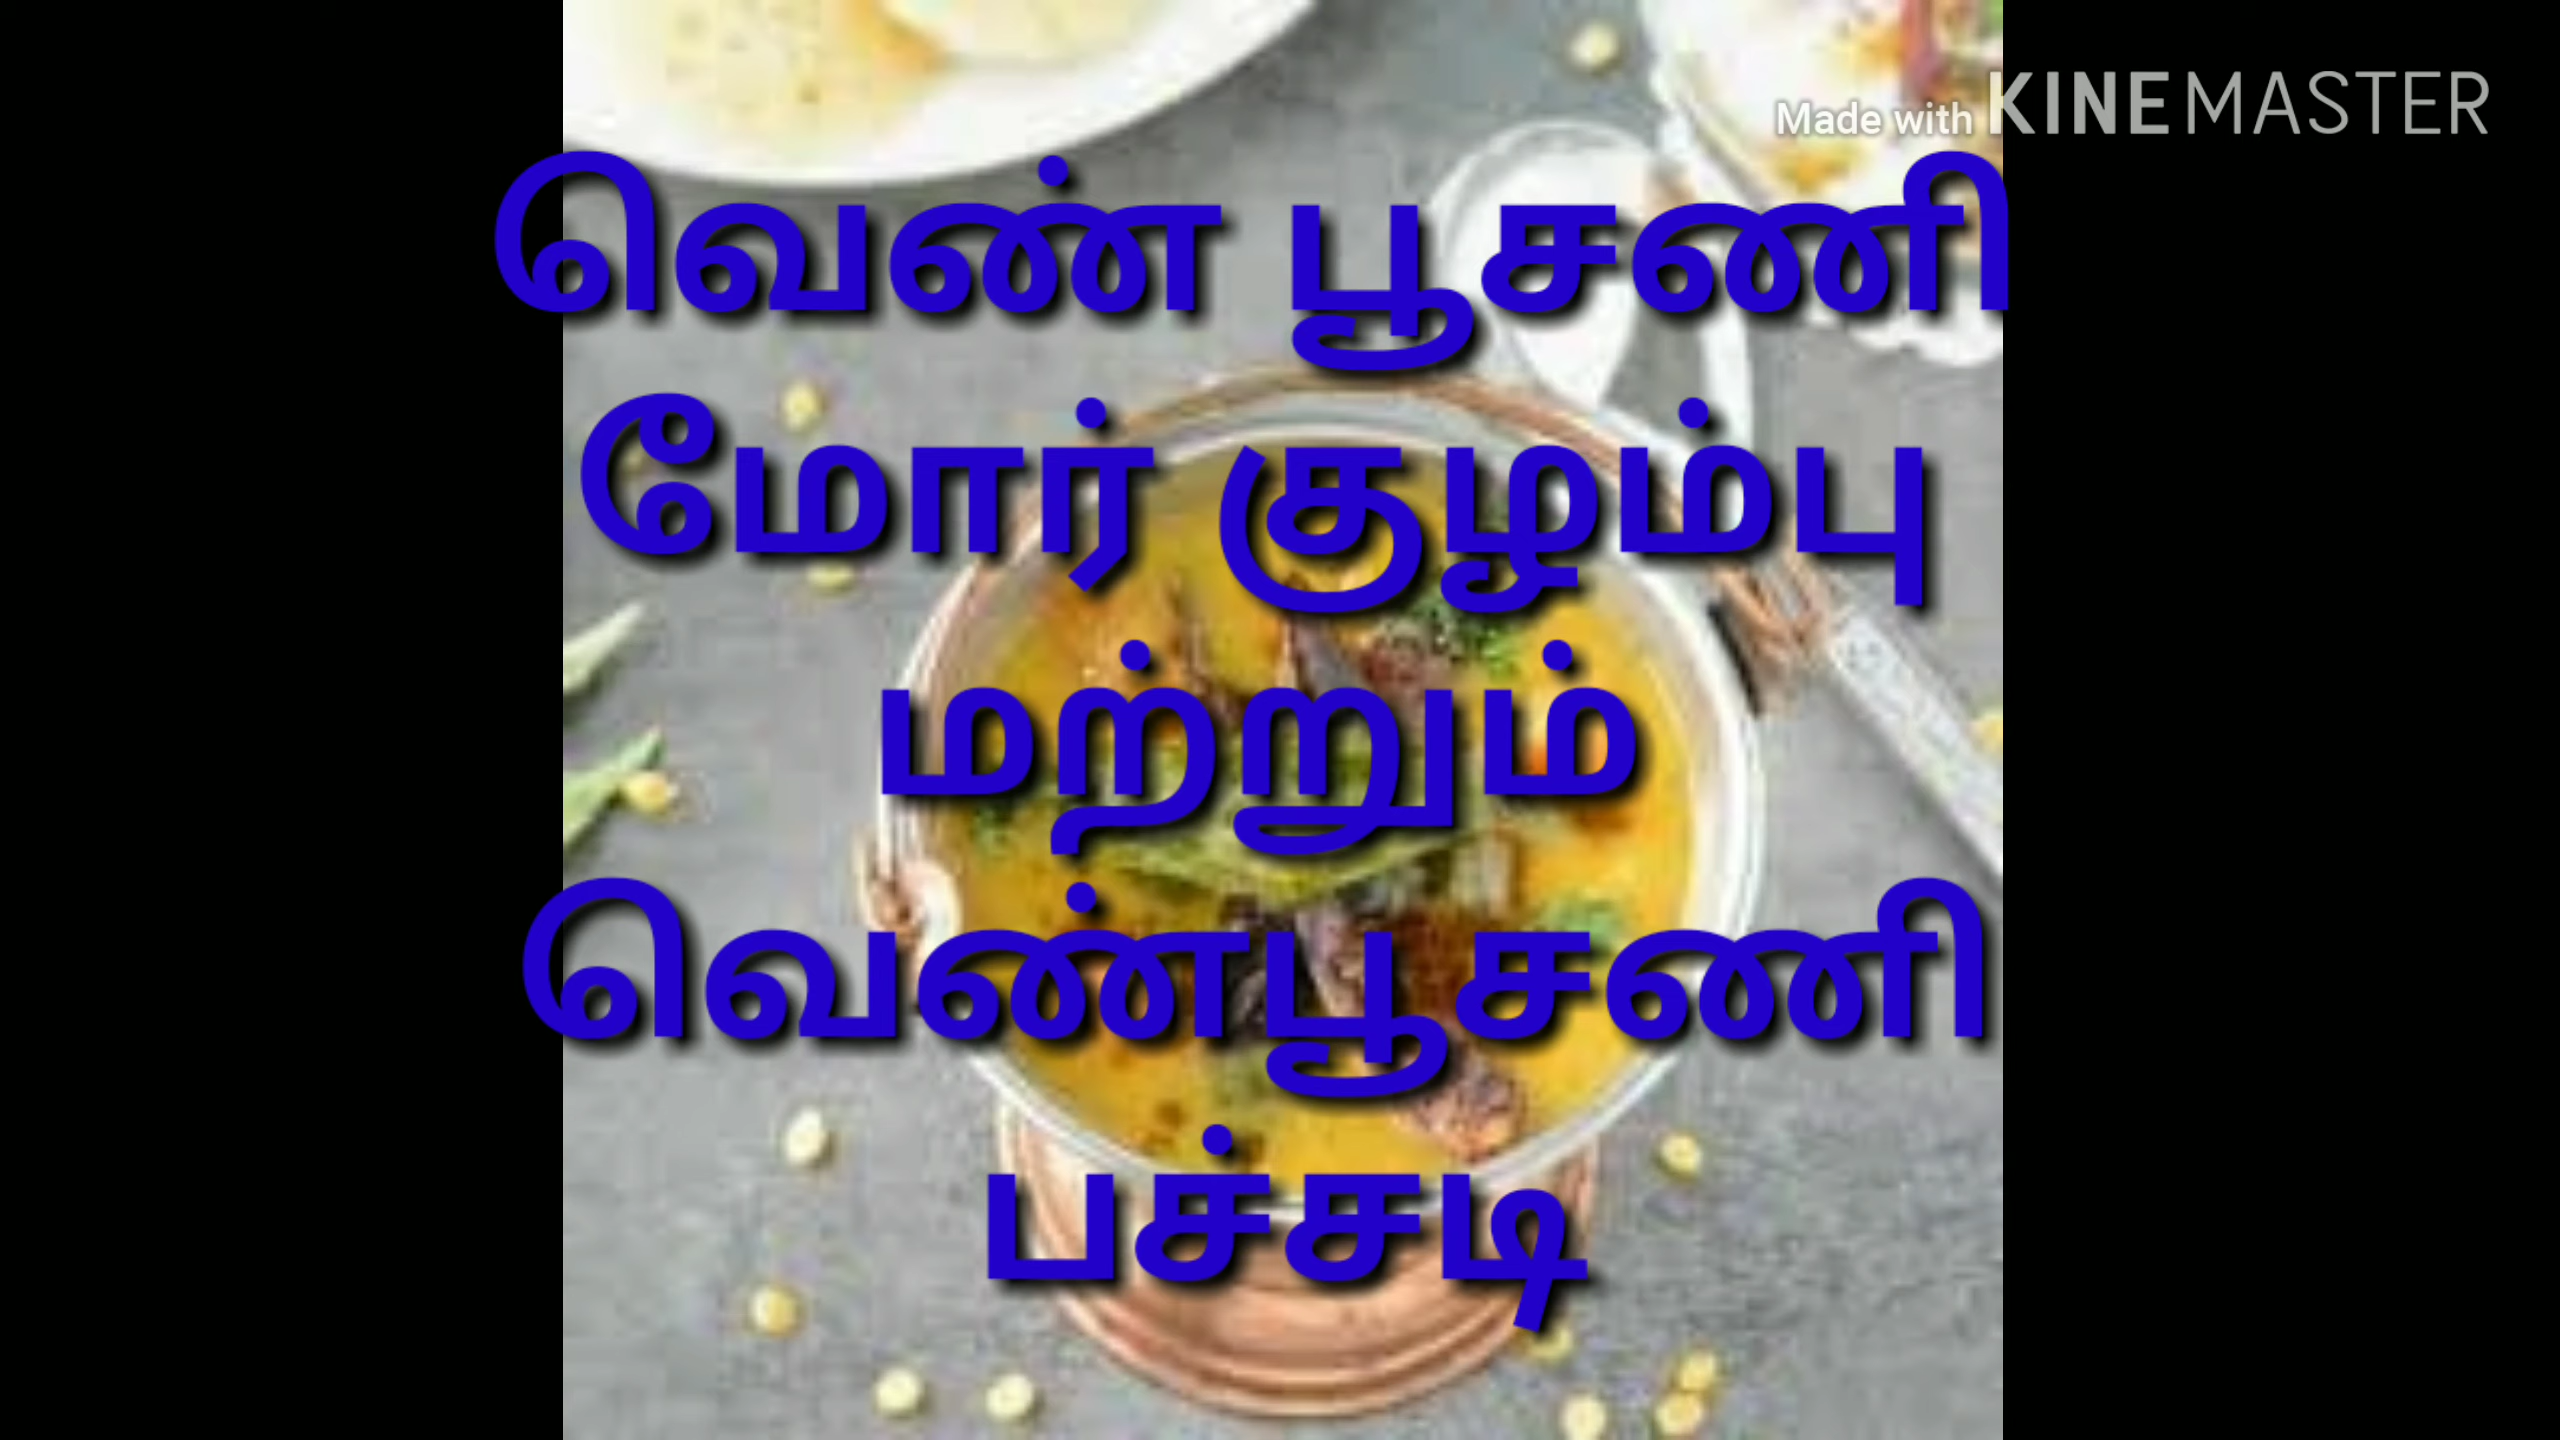 Made with KINEMASTER
வெண் பூசணி
மோர் குழம்பு
மற்றும்
வெண்பூசணி
பச்சடி